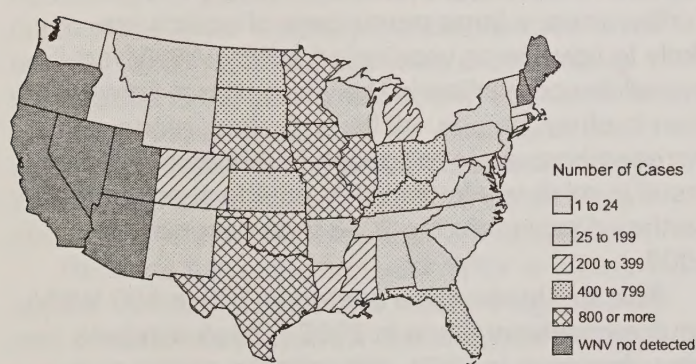 Number of Cases
1 to 24
25 to 199
200 to 399
400 to 799
800 or more
WNV not detected